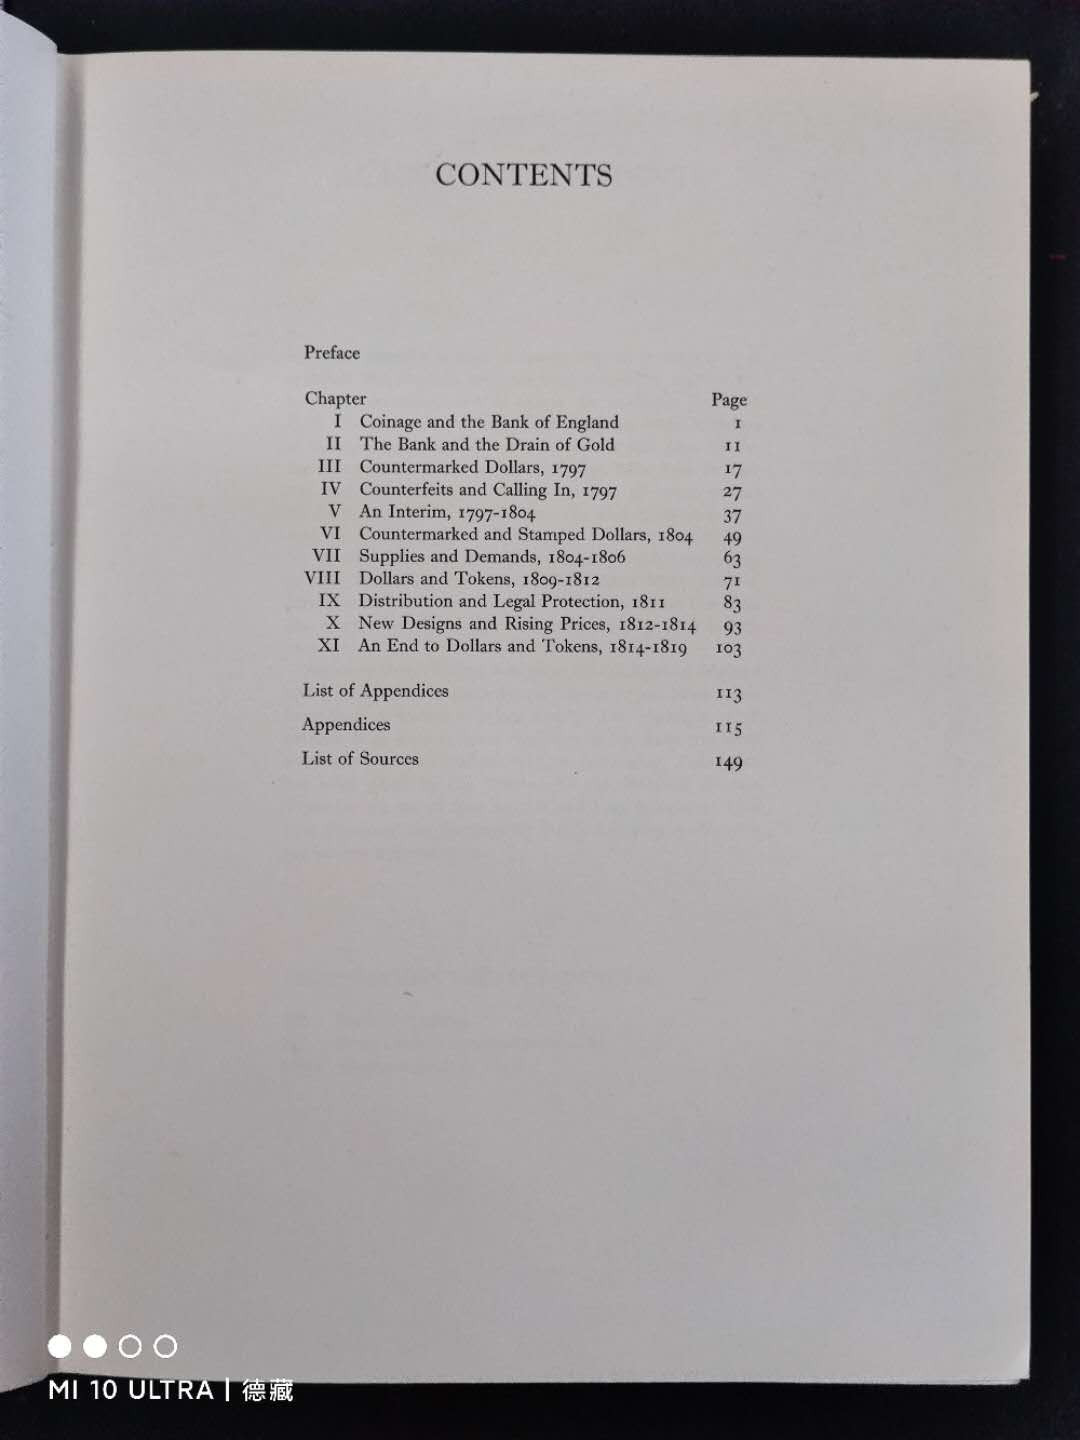 CONTENTS
Preface
Chapter Page
I Coinage and the Bank of England 1
II The Bank and the Drain of Gold 11
III Countermarked Dollars, 1797 17
IV Counterfeits and Calling In, 1797 27
V An Interim, 1797-1804 37
VI Countermarked and Stamped Dollars, 1804 49
VII Supplies and Demands, 1804-1806 63
VIII Dollars and Tokens, 1809-1812 71
IX Distribution and Legal Protection, 1811 83
X New Designs and Rising Prices, 1812-1814 93
XI An End to Dollars and Tokens, 1814-1819 103
List of Appendices 113
Appendices 115
List of Sources 149
MI 10 ULTRA | 德藏